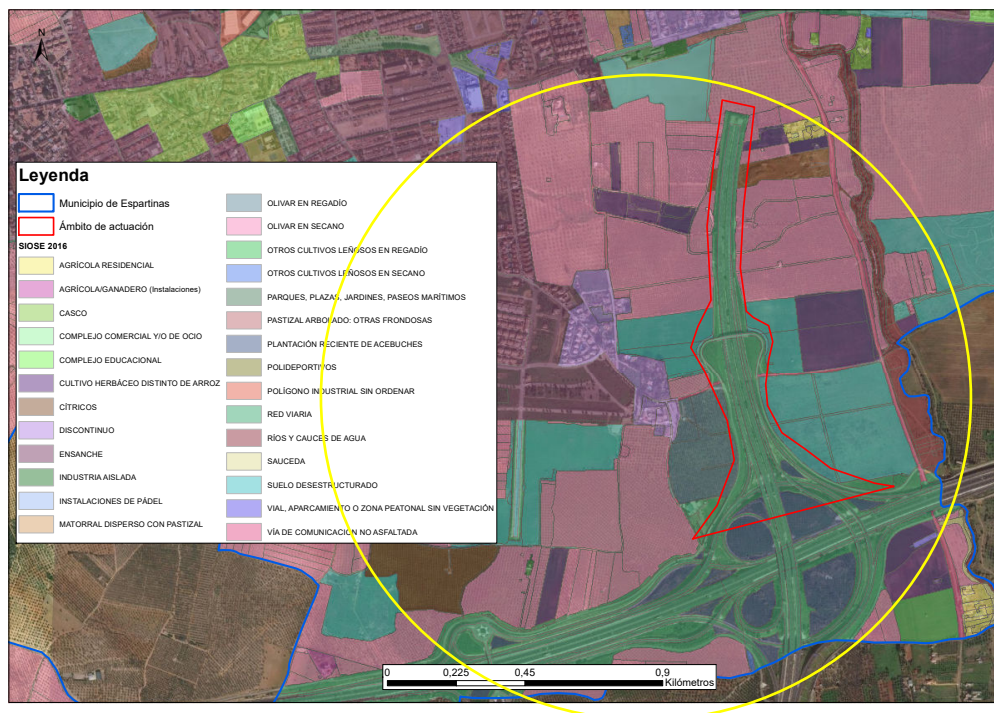 N
Leyenda
Municipio de Espartinas
Ámbito de actuación
SIOSE 2016
AGRÍCOLA RESIDENCIAL
AGRÍCOLA/GANADERO (Instalaciones)
CASCO
COMPLEJO COMERCIAL Y/O DE OCIO
COMPLEJO EDUCACIONAL
CULTIVO HERBÁCEO DISTINTO DE ARROZ
CÍTRICOS
DISCONTINUO
ENSANCHE
INDUSTRIA AISLADA
INSTALACIONES DE PÁDEL
MATORRAL DISPERSO CON PASTIZAL
OLIVAR EN REGADÍO
OLIVAR EN SECANO
OTROS CULTIVOS LEÑOSOS EN REGADÍO
OTROS CULTIVOS LEÑOSOS EN SECANO
PARQUES, PLAZAS, JARDINES, PASEOS MARÍTIMOS
PASTIZAL ARBOLADO: OTRAS FRONDOSAS
PLANTACIÓN RECIENTE DE ACEBUCHES
POLIDEPORTIVOS
POLÍGONO INDUSTRIAL SIN ORDENAR
RED VIARIA
RÍOS Y CAUCES DE AGUA
SAUCEDA
SUELO DESESTRUCTURADO
VIAL, APARCAMIENTO O ZONA PEATONAL SIN VEGETACIÓN
VÍA DE COMUNICACIÓN NO ASFALTADA
0 0,225 0,45 0,9
Kilómetros